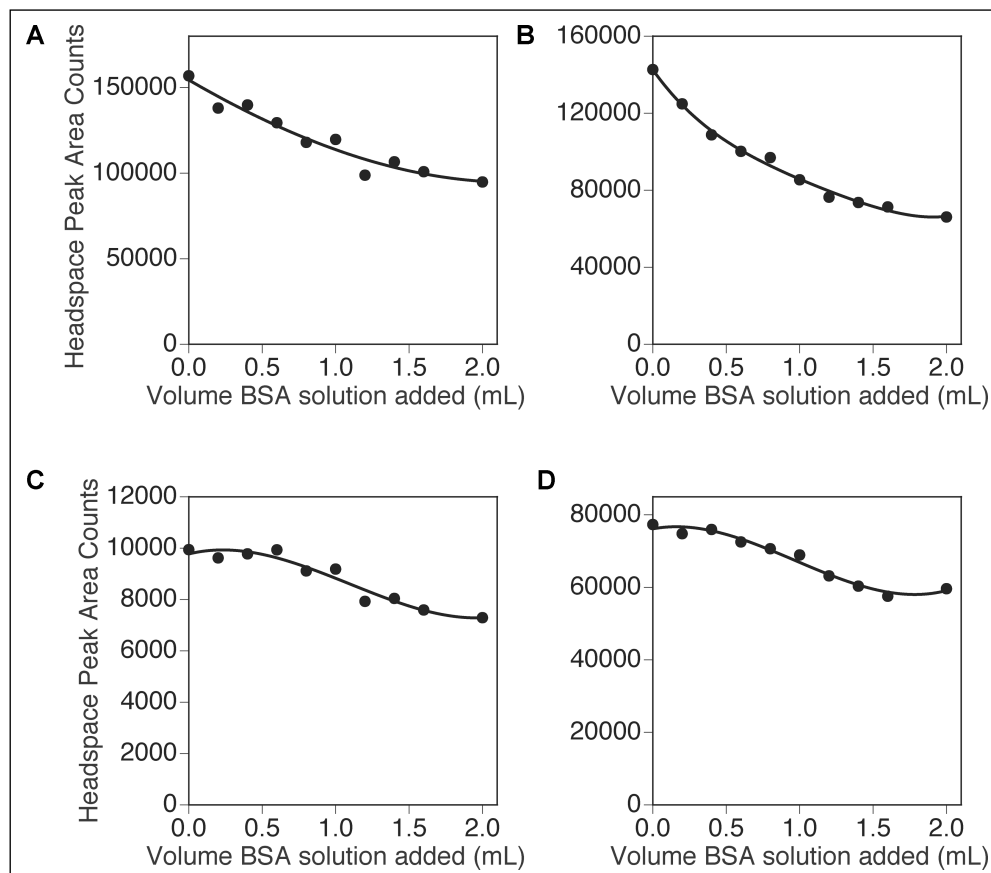 A
Headspace Peak Area Counts
150000
100000
50000
0
0.0 0.5 1.0 1.5 2.0
Volume BSA solution added (mL)
B
160000
120000
80000
40000
0
0.0 0.5 1.0 1.5 2.0
Volume BSA solution added (mL)
C
Headspace Peak Area Counts
12000
10000
8000
6000
4000
2000
0
0.0 0.5 1.0 1.5 2.0
Volume BSA solution added (mL)
D
80000
60000
40000
20000
0
0.0 0.5 1.0 1.5 2.0
Volume BSA solution added (mL)